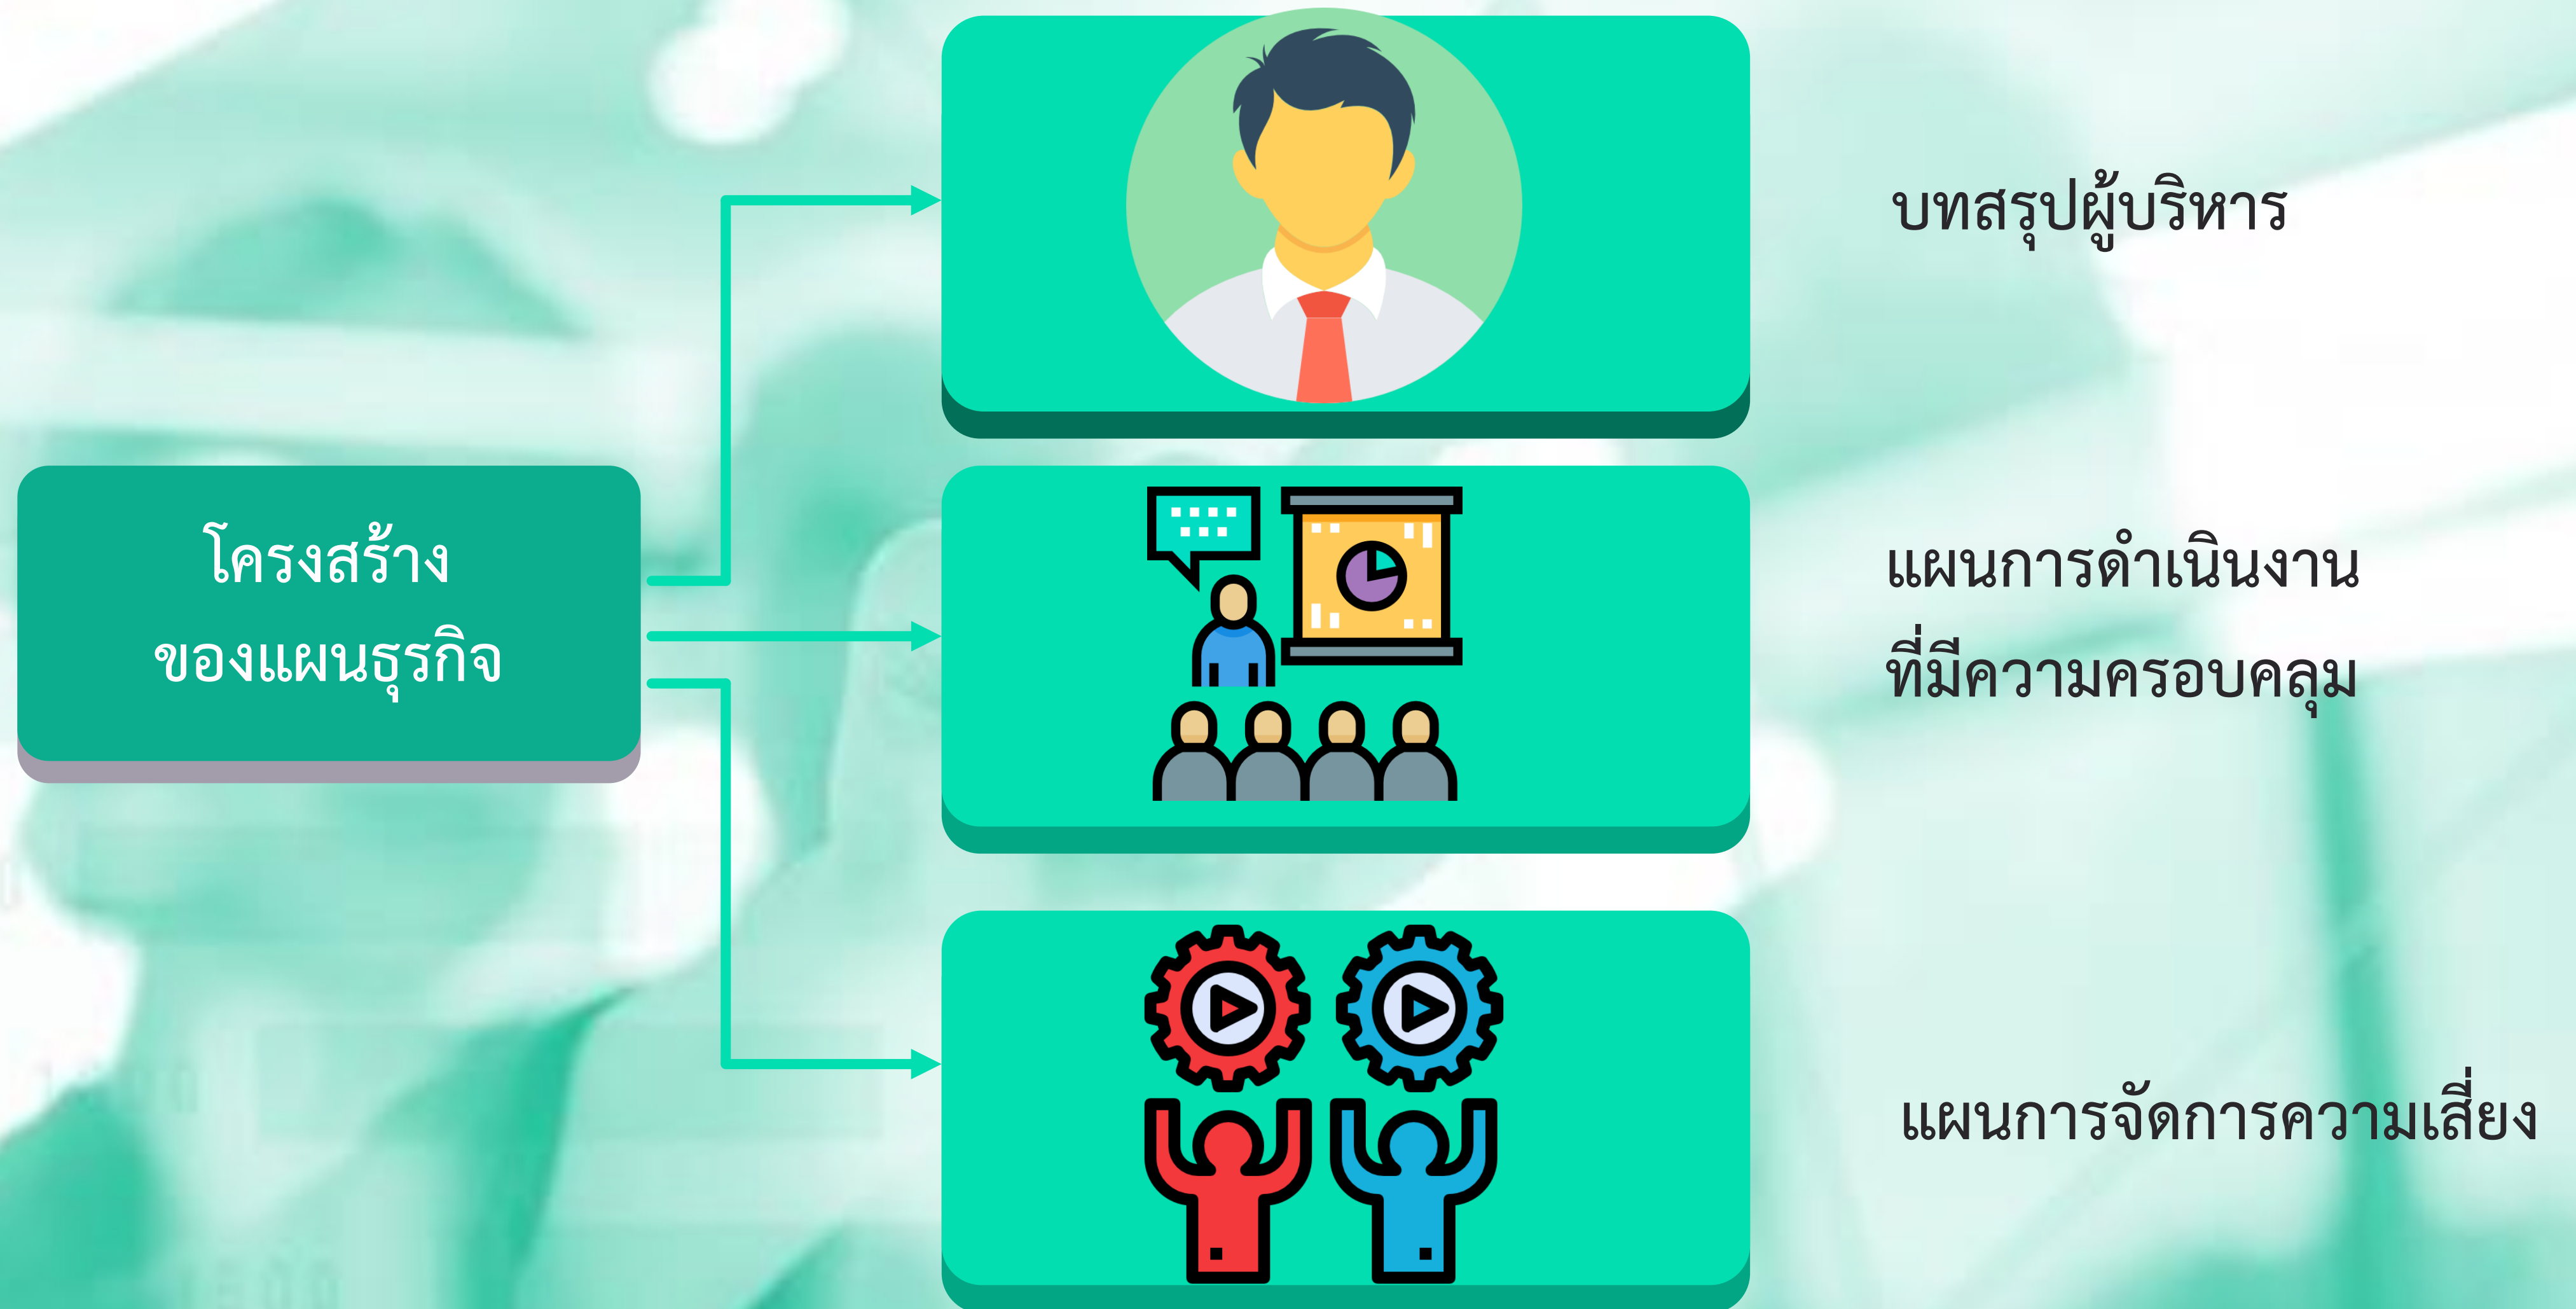 โครงสร้าง
ของแผนธุรกิจ
บทสรุปผู้บริหาร
แผนการดำเนินงาน
ที่มีความครอบคลุม
แผนการจัดการความเสี่ยง